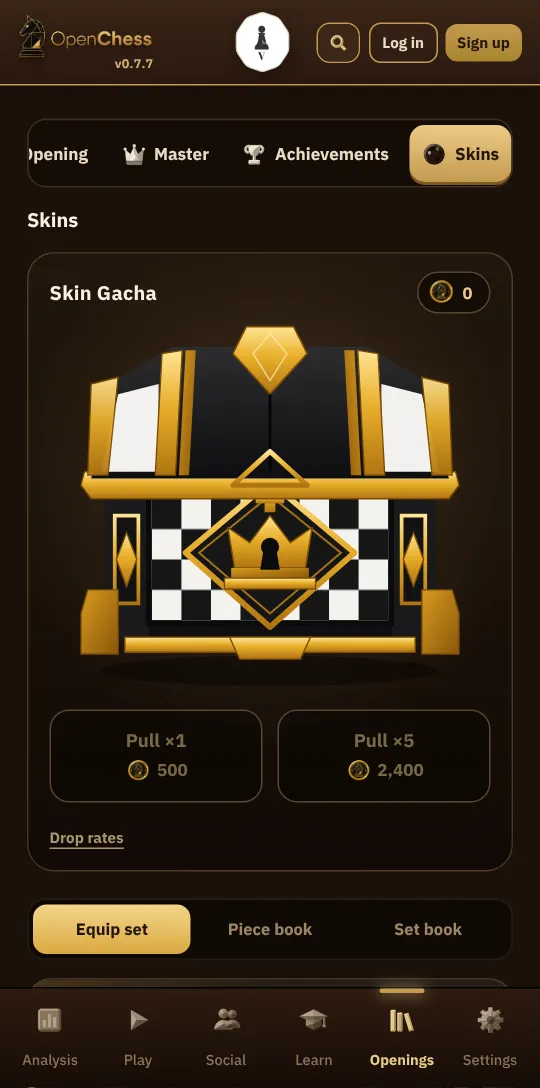 OpenChess
v0.7.7
Log in
Sign up
Opening
Master
Achievements
Skins
Skins
Skin Gacha
0
Pull ×1
500
Pull ×5
2,400
Drop rates
Equip set
Piece book
Set book
Analysis
Play
Social
Learn
Openings
Settings